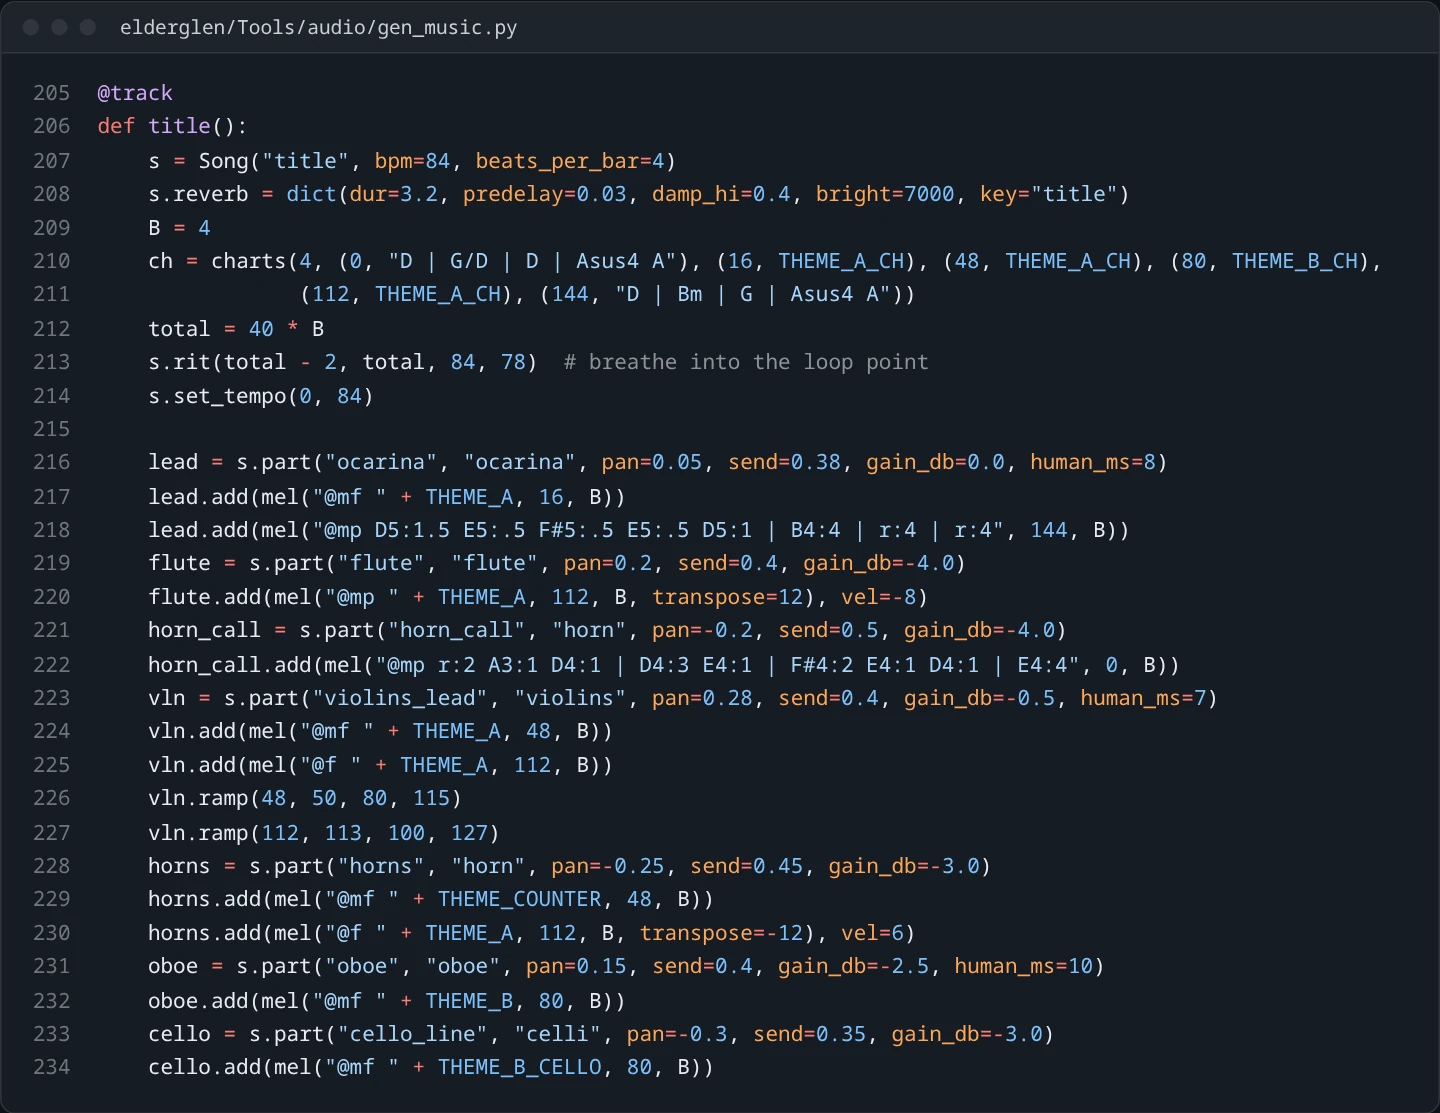 elderglen/Tools/audio/gen_music.py
205 @track
206 def title():
207     s = Song("title", bpm=84, beats_per_bar=4)
208     s.reverb = dict(dur=3.2, predelay=0.03, damp_hi=0.4, bright=7000, key="title")
209     B = 4
210     ch = charts(4, (0, "D | G/D | D | Asus4 A"), (16, THEME_A_CH), (48, THEME_A_CH), (80, THEME_B_CH),
211                 (112, THEME_A_CH), (144, "D | Bm | G | Asus4 A"))
212     total = 40 * B
213     s.rit(total - 2, total, 84, 78)  # breathe into the loop point
214     s.set_tempo(0, 84)
215
216     lead = s.part("ocarina", "ocarina", pan=0.05, send=0.38, gain_db=0.0, human_ms=8)
217     lead.add(mel("@mf " + THEME_A, 16, B))
218     lead.add(mel("@mp D5:1.5 E5:.5 F#5:.5 E5:.5 D5:1 | B4:4 | r:4 | r:4", 144, B))
219     flute = s.part("flute", "flute", pan=0.2, send=0.4, gain_db=-4.0)
220     flute.add(mel("@mp " + THEME_A, 112, B, transpose=12), vel=-8)
221     horn_call = s.part("horn_call", "horn", pan=-0.2, send=0.5, gain_db=-4.0)
222     horn_call.add(mel("@mp r:2 A3:1 D4:1 | D4:3 E4:1 | F#4:2 E4:1 D4:1 | E4:4", 0, B))
223     vln = s.part("violins_lead", "violins", pan=0.28, send=0.4, gain_db=-0.5, human_ms=7)
224     vln.add(mel("@mf " + THEME_A, 48, B))
225     vln.add(mel("@f " + THEME_A, 112, B))
226     vln.ramp(48, 50, 80, 115)
227     vln.ramp(112, 113, 100, 127)
228     horns = s.part("horns", "horn", pan=-0.25, send=0.45, gain_db=-3.0)
229     horns.add(mel("@mf " + THEME_COUNTER, 48, B))
230     horns.add(mel("@f " + THEME_A, 112, B, transpose=-12), vel=6)
231     oboe = s.part("oboe", "oboe", pan=0.15, send=0.4, gain_db=-2.5, human_ms=10)
232     oboe.add(mel("@mf " + THEME_B, 80, B))
233     cello = s.part("cello_line", "celli", pan=-0.3, send=0.35, gain_db=-3.0)
234     cello.add(mel("@mf " + THEME_B_CELLO, 80, B))